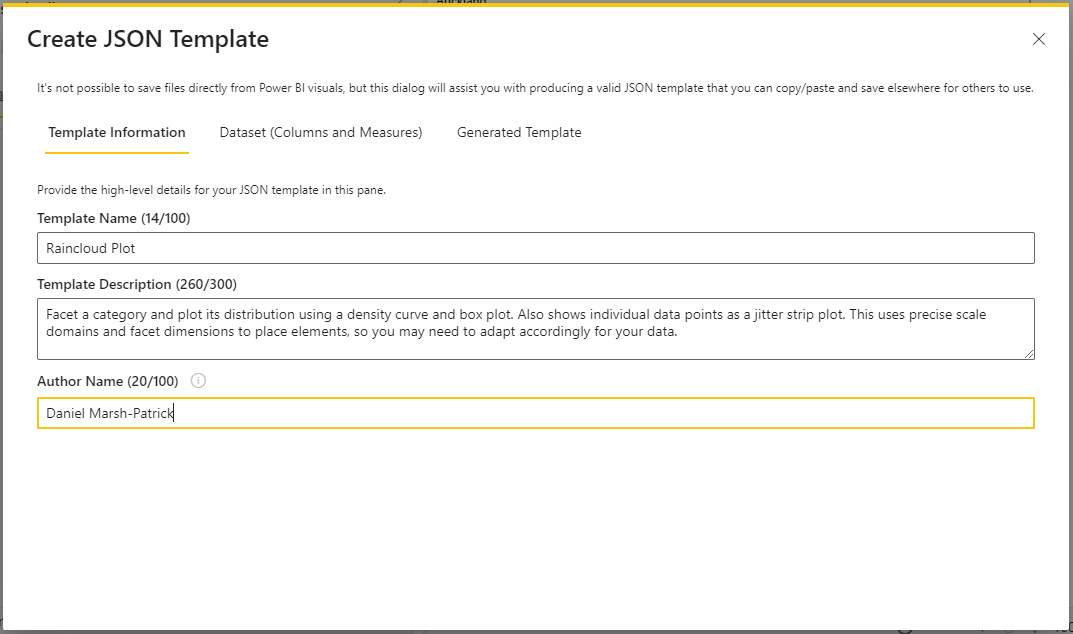 Create JSON Template
It's not possible to save files directly from Power BI visuals, but this dialog will assist you with producing a valid JSON template that you can copy/paste and save elsewhere for others to use.
Template Information
Dataset (Columns and Measures)
Generated Template
Provide the high-level details for your JSON template in this pane.
Template Name (14/100)
Raincloud Plot
Template Description (260/300)
Facet a category and plot its distribution using a density curve and box plot. Also shows individual data points as a jitter strip plot. This uses precise scale
domains and facet dimensions to place elements, so you may need to adapt accordingly for your data.
Author Name (20/100)
Daniel Marsh-Patrick